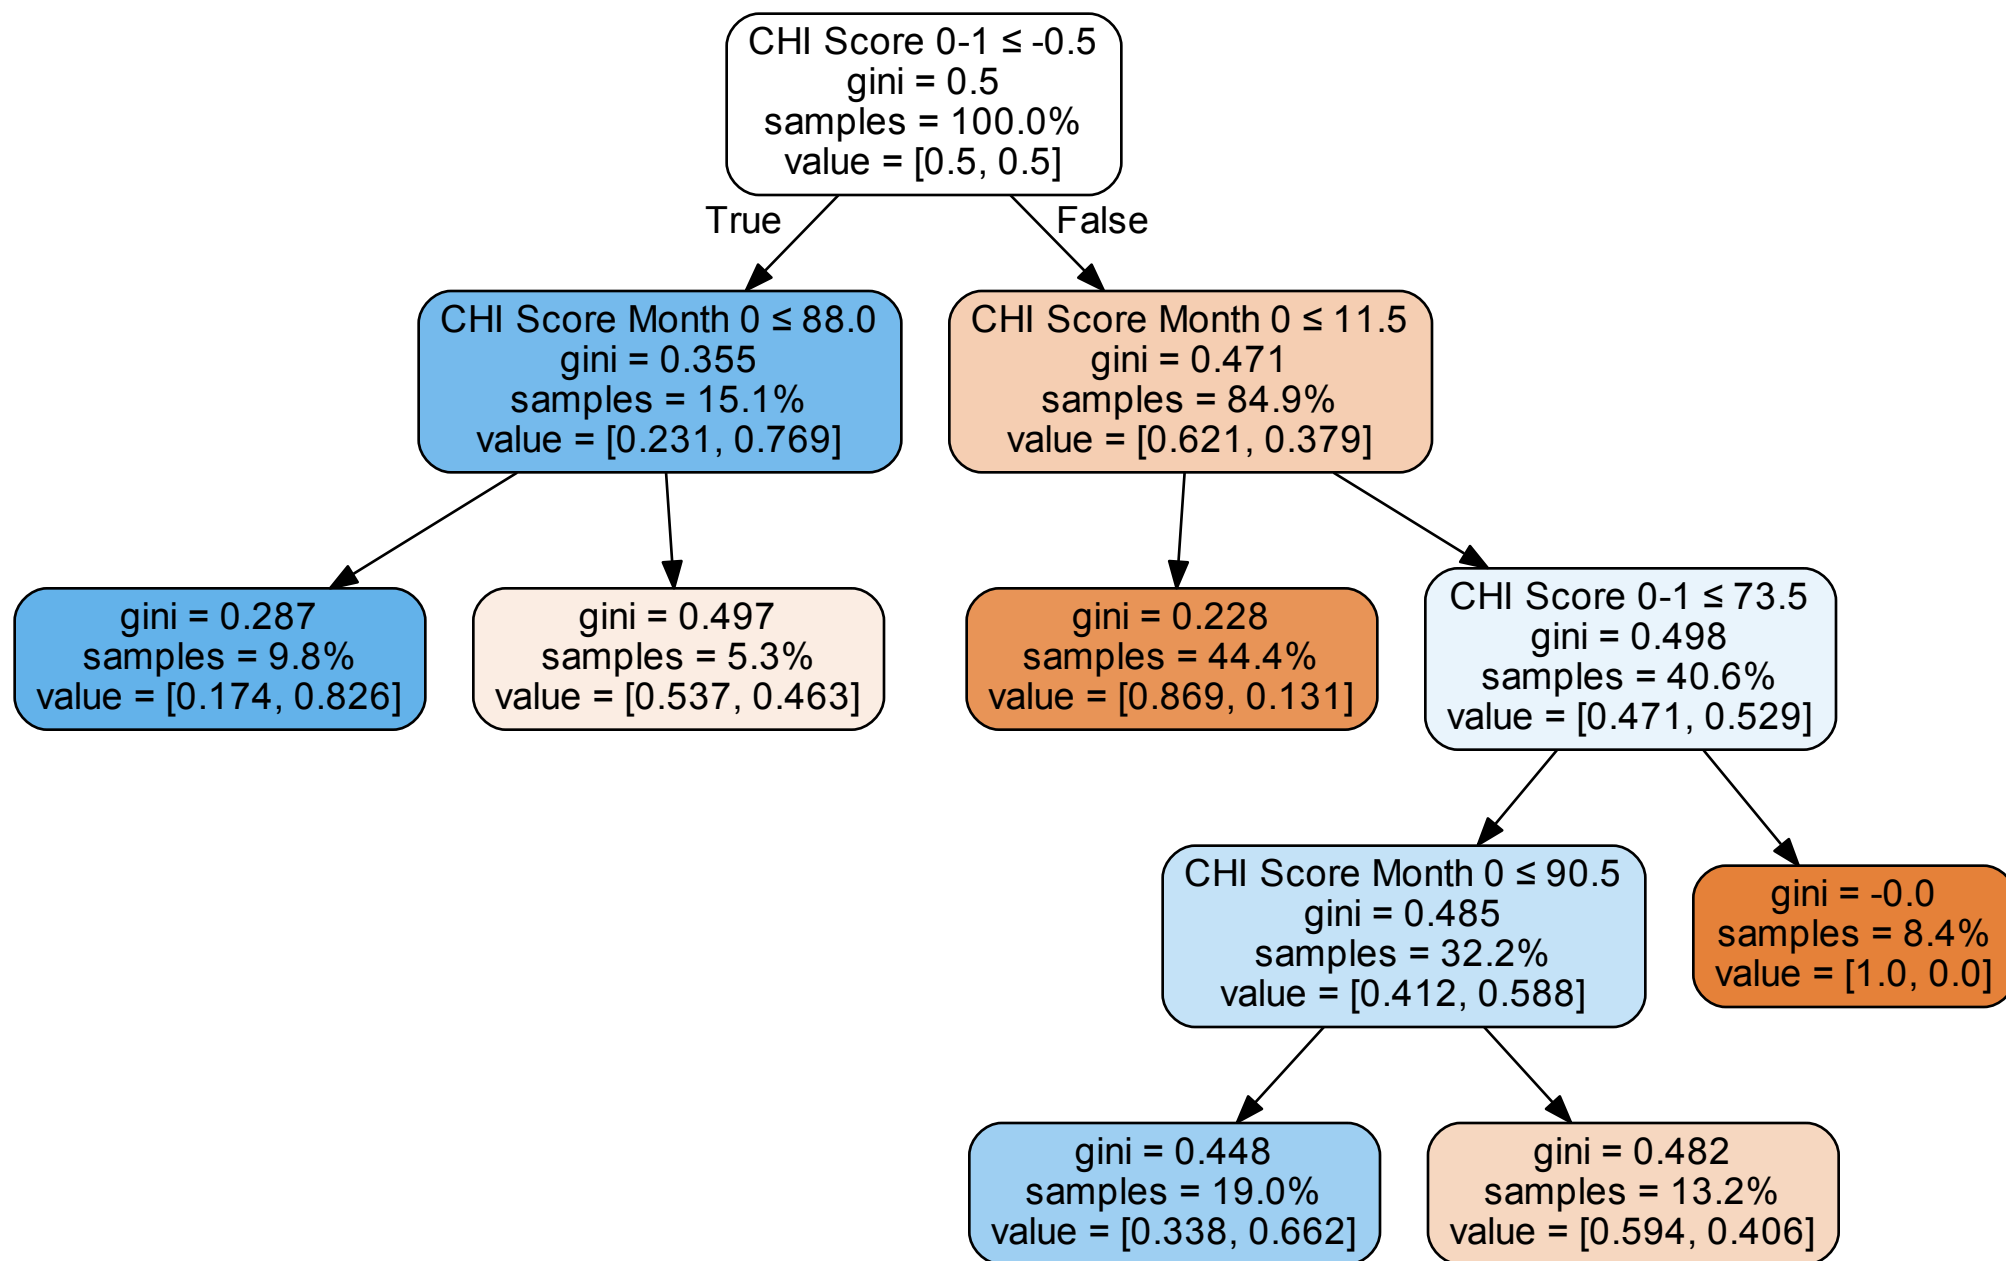 CHI Score 0-1 ≤ -0.5
gini = 0.5
samples = 100.0%
value = [0.5, 0.5]
True
False
CHI Score Month 0 ≤ 88.0
gini = 0.355
samples = 15.1%
value = [0.231, 0.769]
CHI Score Month 0 ≤ 11.5
gini = 0.471
samples = 84.9%
value = [0.621, 0.379]
gini = 0.287
samples = 9.8%
value = [0.174, 0.826]
gini = 0.497
samples = 5.3%
value = [0.537, 0.463]
gini = 0.228
samples = 44.4%
value = [0.869, 0.131]
CHI Score 0-1 ≤ 73.5
gini = 0.498
samples = 40.6%
value = [0.471, 0.529]
CHI Score Month 0 ≤ 90.5
gini = 0.485
samples = 32.2%
value = [0.412, 0.588]
gini = -0.0
samples = 8.4%
value = [1.0, 0.0]
gini = 0.448
samples = 19.0%
value = [0.338, 0.662]
gini = 0.482
samples = 13.2%
value = [0.594, 0.406]